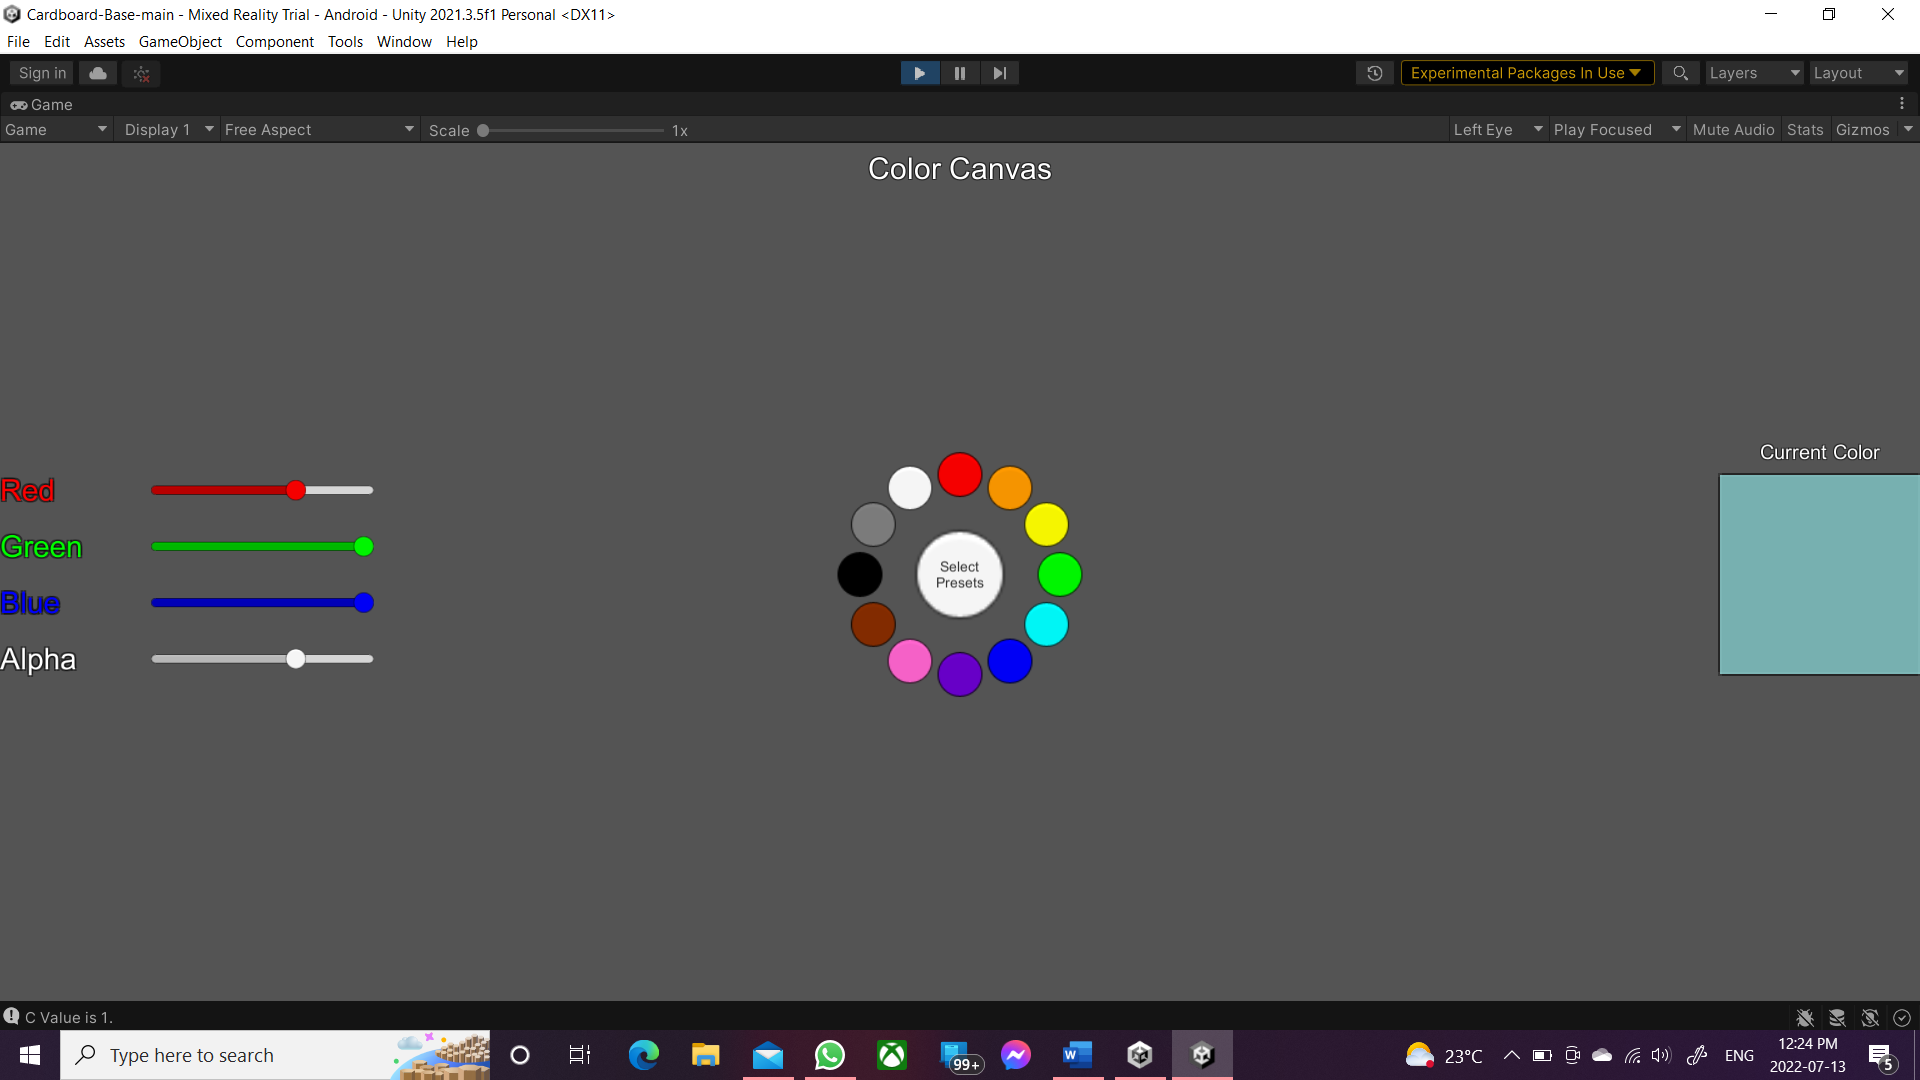 Cardboard-Base-main - Mixed Reality Trial - Android - Unity 2021.3.5f1 Personal <DX11>
File Edit Assets GameObject Component Tools Window Help
Sign in Experimental Packages In Use Layers Layout
Game
Game Display 1 Free Aspect Scale 1x Left Eye Play Focused Mute Audio Stats Gizmos
Color Canvas
Current Color
Red
Green
Blue
Alpha
Select
Presets
C Value is 1.
Type here to search 99+ W 23°C ENG 12:24 PM
2022-07-13 5